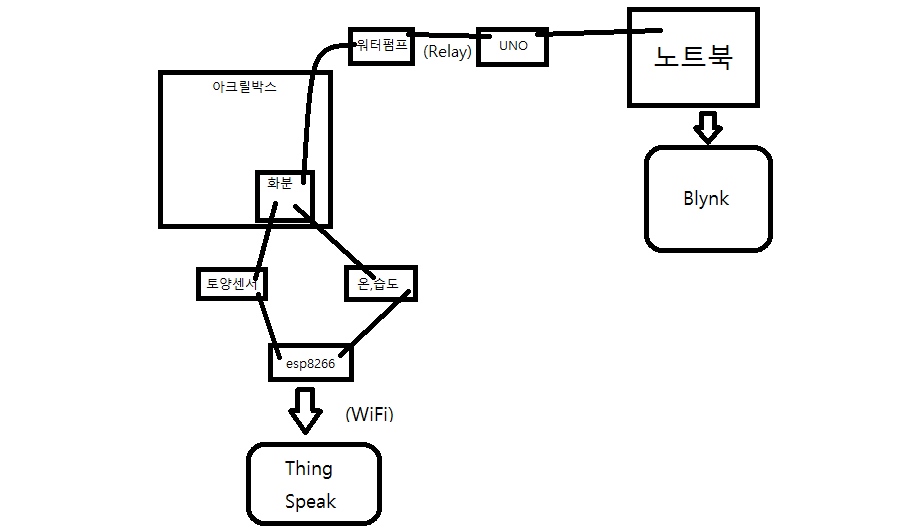 워터펌프
(Relay)
UNO
노트북
아크릴박스
화분
Blynk
토양센서
온,습도
esp8266
(WiFi)
Thing
Speak